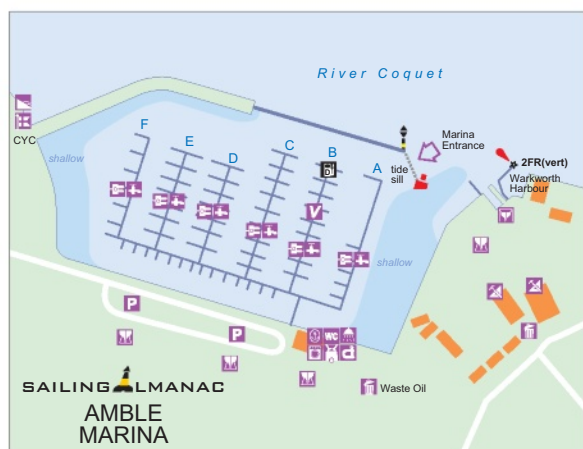 River Coquet
CYC
shallow
F
E
D
C
B
A
Marina
Entrance
tide
sill
2FR(vert)
Warkworth
Harbour
V
shallow
P
P
WC
Waste Oil
SAILING ALMANAC
AMBLE
MARINA